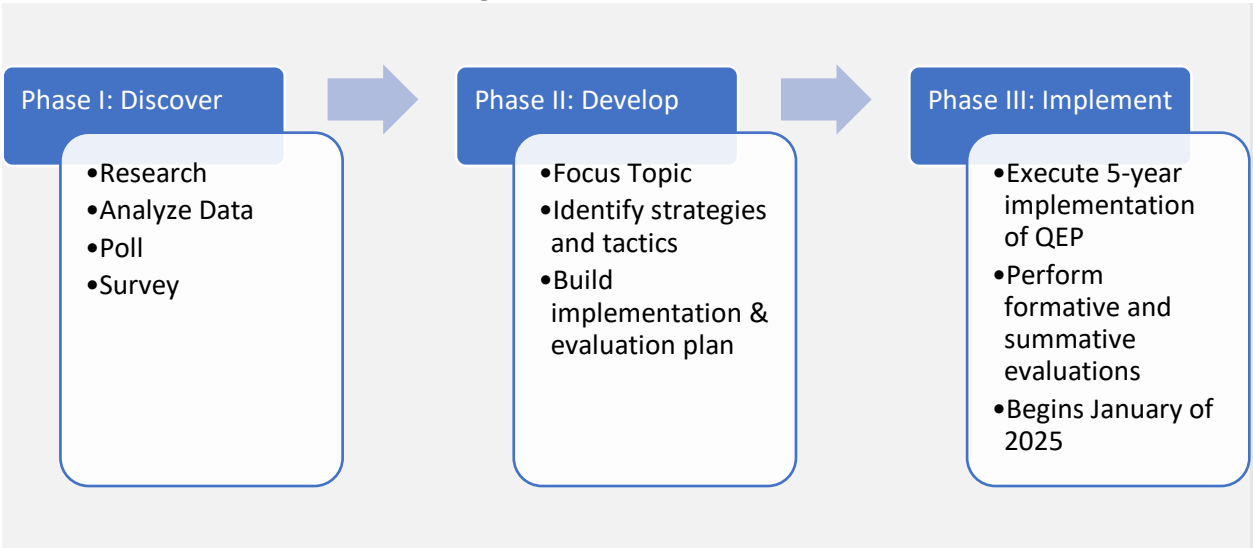 Phase I: Discover
•Research
•Analyze Data
•Poll
•Survey
Phase II: Develop
•Focus Topic
•Identify strategies
and tactics
•Build
implementation &
evaluation plan
Phase III: Implement
•Execute 5-year
implementation
of QEP
•Perform
formative and
summative
evaluations
•Begins January of
2025